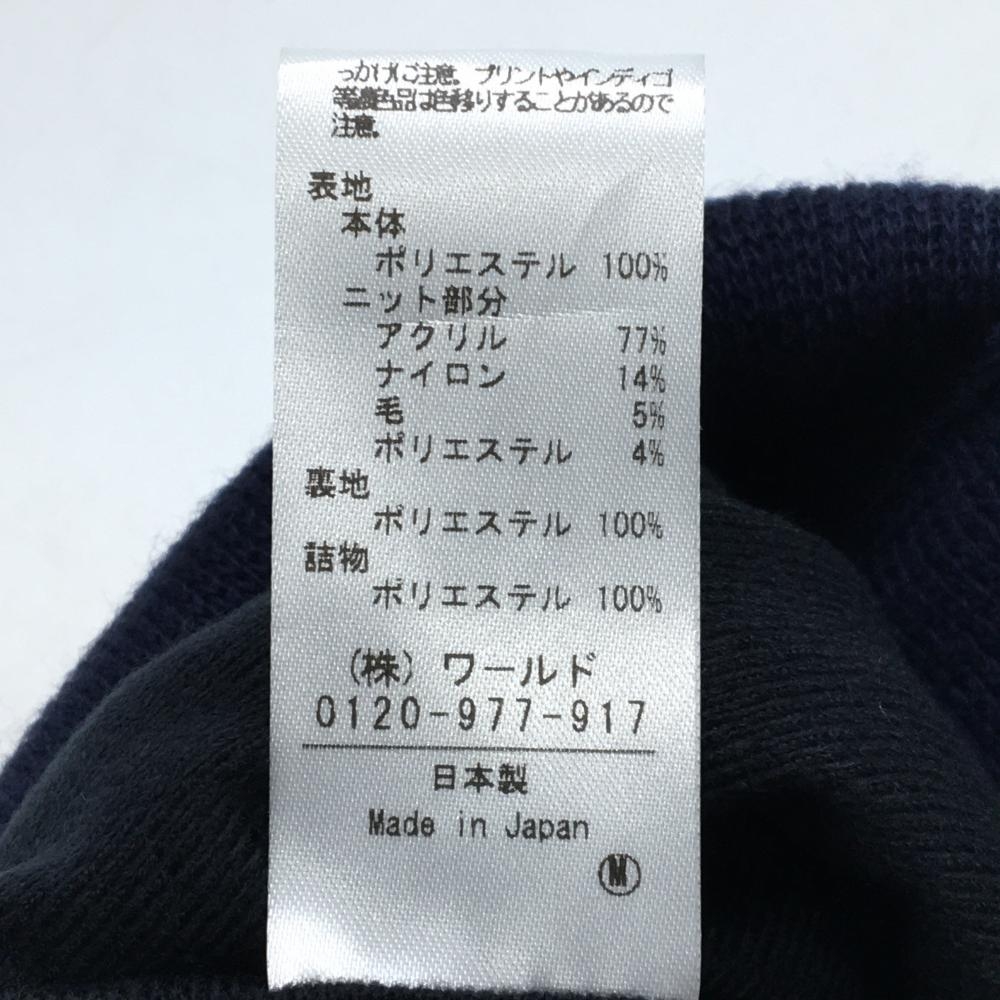 っかけにご注意。プリントやインディゴ
等濃色品は色移りすることがあるので
注意。
表地
本体
ポリエステル 100%
ニット部分
アクリル 77%
ナイロン 14%
毛 5%
ポリエステル 4%
裏地
ポリエステル 100%
詰物
ポリエステル 100%
(株) ワールド
0120-977-917
日本製
Made in Japan
M